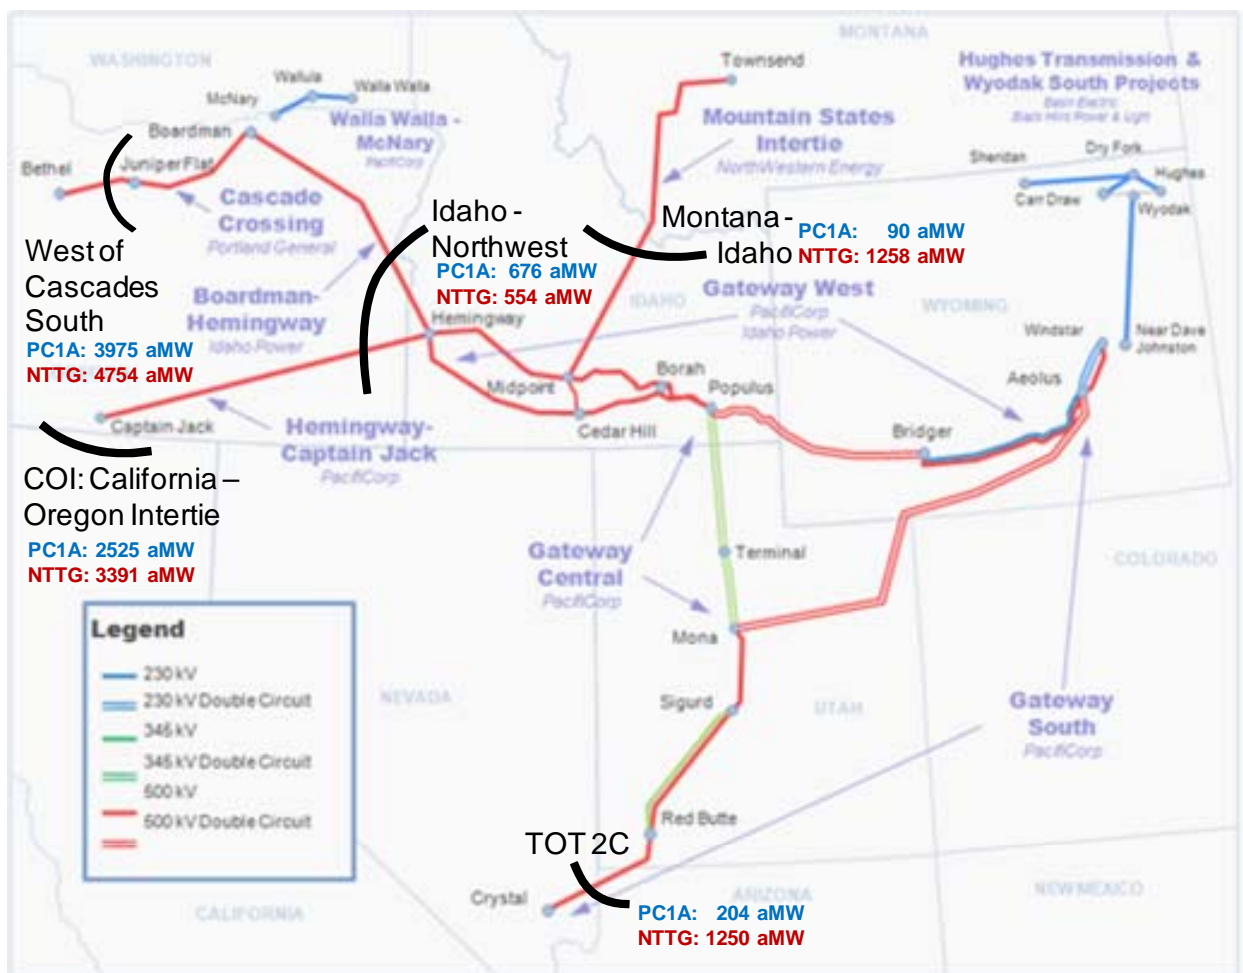 MONTANA
WASHINGTON
Townsend
Hughes Transmission &
Wyodak South Projects
Basin Electric
Black Hills Power & Light
Wallula
Walla Walla
McNary
Walla Walla -
McNary
PacifiCorp
Boardman
Mountain States
Intertie
NorthWestern Energy
Bethel
Juniper Flat
Dry Fork
Sheridan
Hughes
Carr Draw
Wyodak
Cascade
Crossing
Portland General
Idaho -
Northwest
PC1A: 676 aMW
NTTG: 554 aMW
Montana -
Idaho
PC1A: 90 aMW
NTTG: 1258 aMW
West of
Cascades
South
PC1A: 3975 aMW
NTTG: 4754 aMW
Boardman-
Hemingway
Idaho Power
IDAHO
Gateway West
PacifiCorp
Idaho Power
WYOMING
Hemingway
Windstar
Near Dave
Johnston
Midpoint
Borah
Populus
Aeolus
Captain Jack
Hemingway-
Captain Jack
PacifiCorp
Cedar Hill
Bridger
COI: California –
Oregon Intertie
PC1A: 2525 aMW
NTTG: 3391 aMW
Gateway
Central
PacifiCorp
Terminal
COLORADO
Legend
230 kV
230 kV Double Circuit
345 kV
345 kV Double Circuit
500 kV
500 kV Double Circuit
Mona
NEVADA
Sigurd
UTAH
Gateway
South
PacifiCorp
Red Butte
TOT 2C
Crystal
PC1A: 204 aMW
NTTG: 1250 aMW
CALIFORNIA
ARIZONA
NEW MEXICO